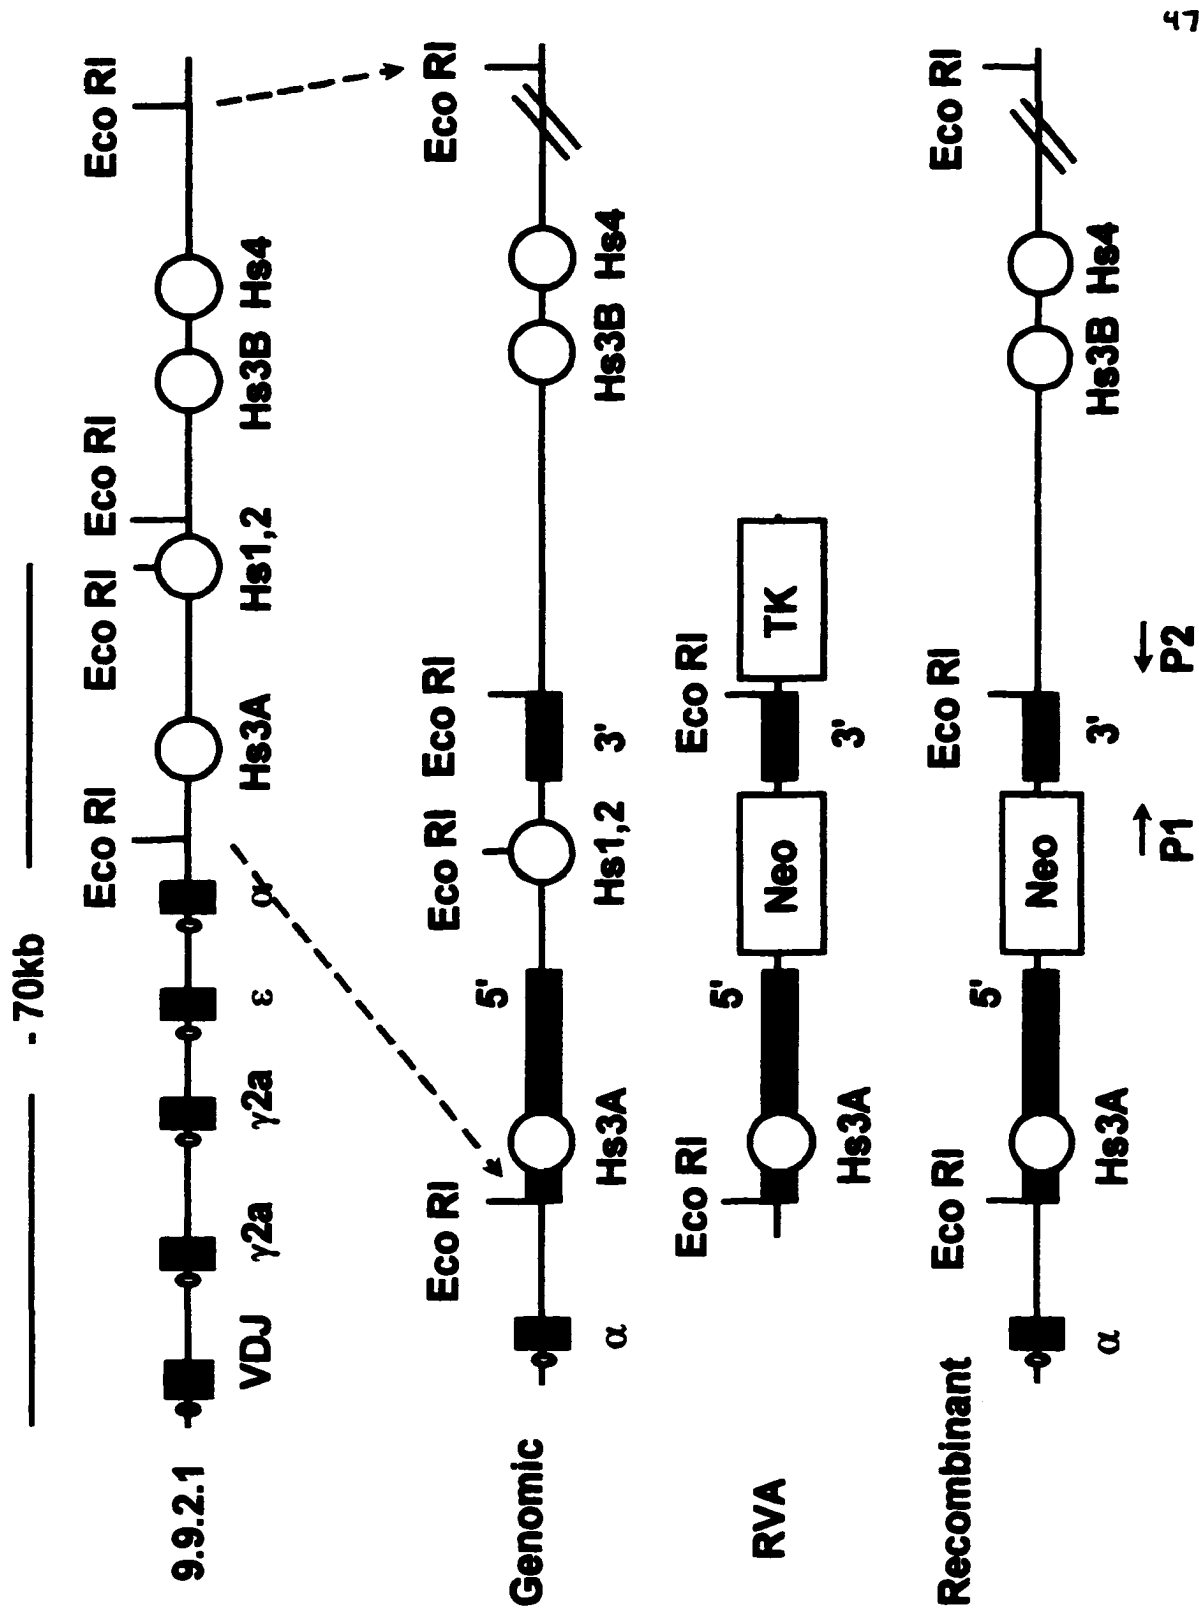 47
- 70kb
Eco RI Eco RI Eco RI Eco RI
9.9.2.1
VDJ γ2a γ2a ε α Hs3A Hs1,2 Hs3B Hs4
Eco RI 5' Eco RI Eco RI Eco RI
Genomic
α Hs3A Hs1,2 3' Hs3B Hs4
Eco RI 5' Eco RI
RVA Neo TK
Hs3A 3'
Eco RI 5' Eco RI Eco RI
Recombinant Neo
α Hs3A 3' Hs3B Hs4
P1 P2